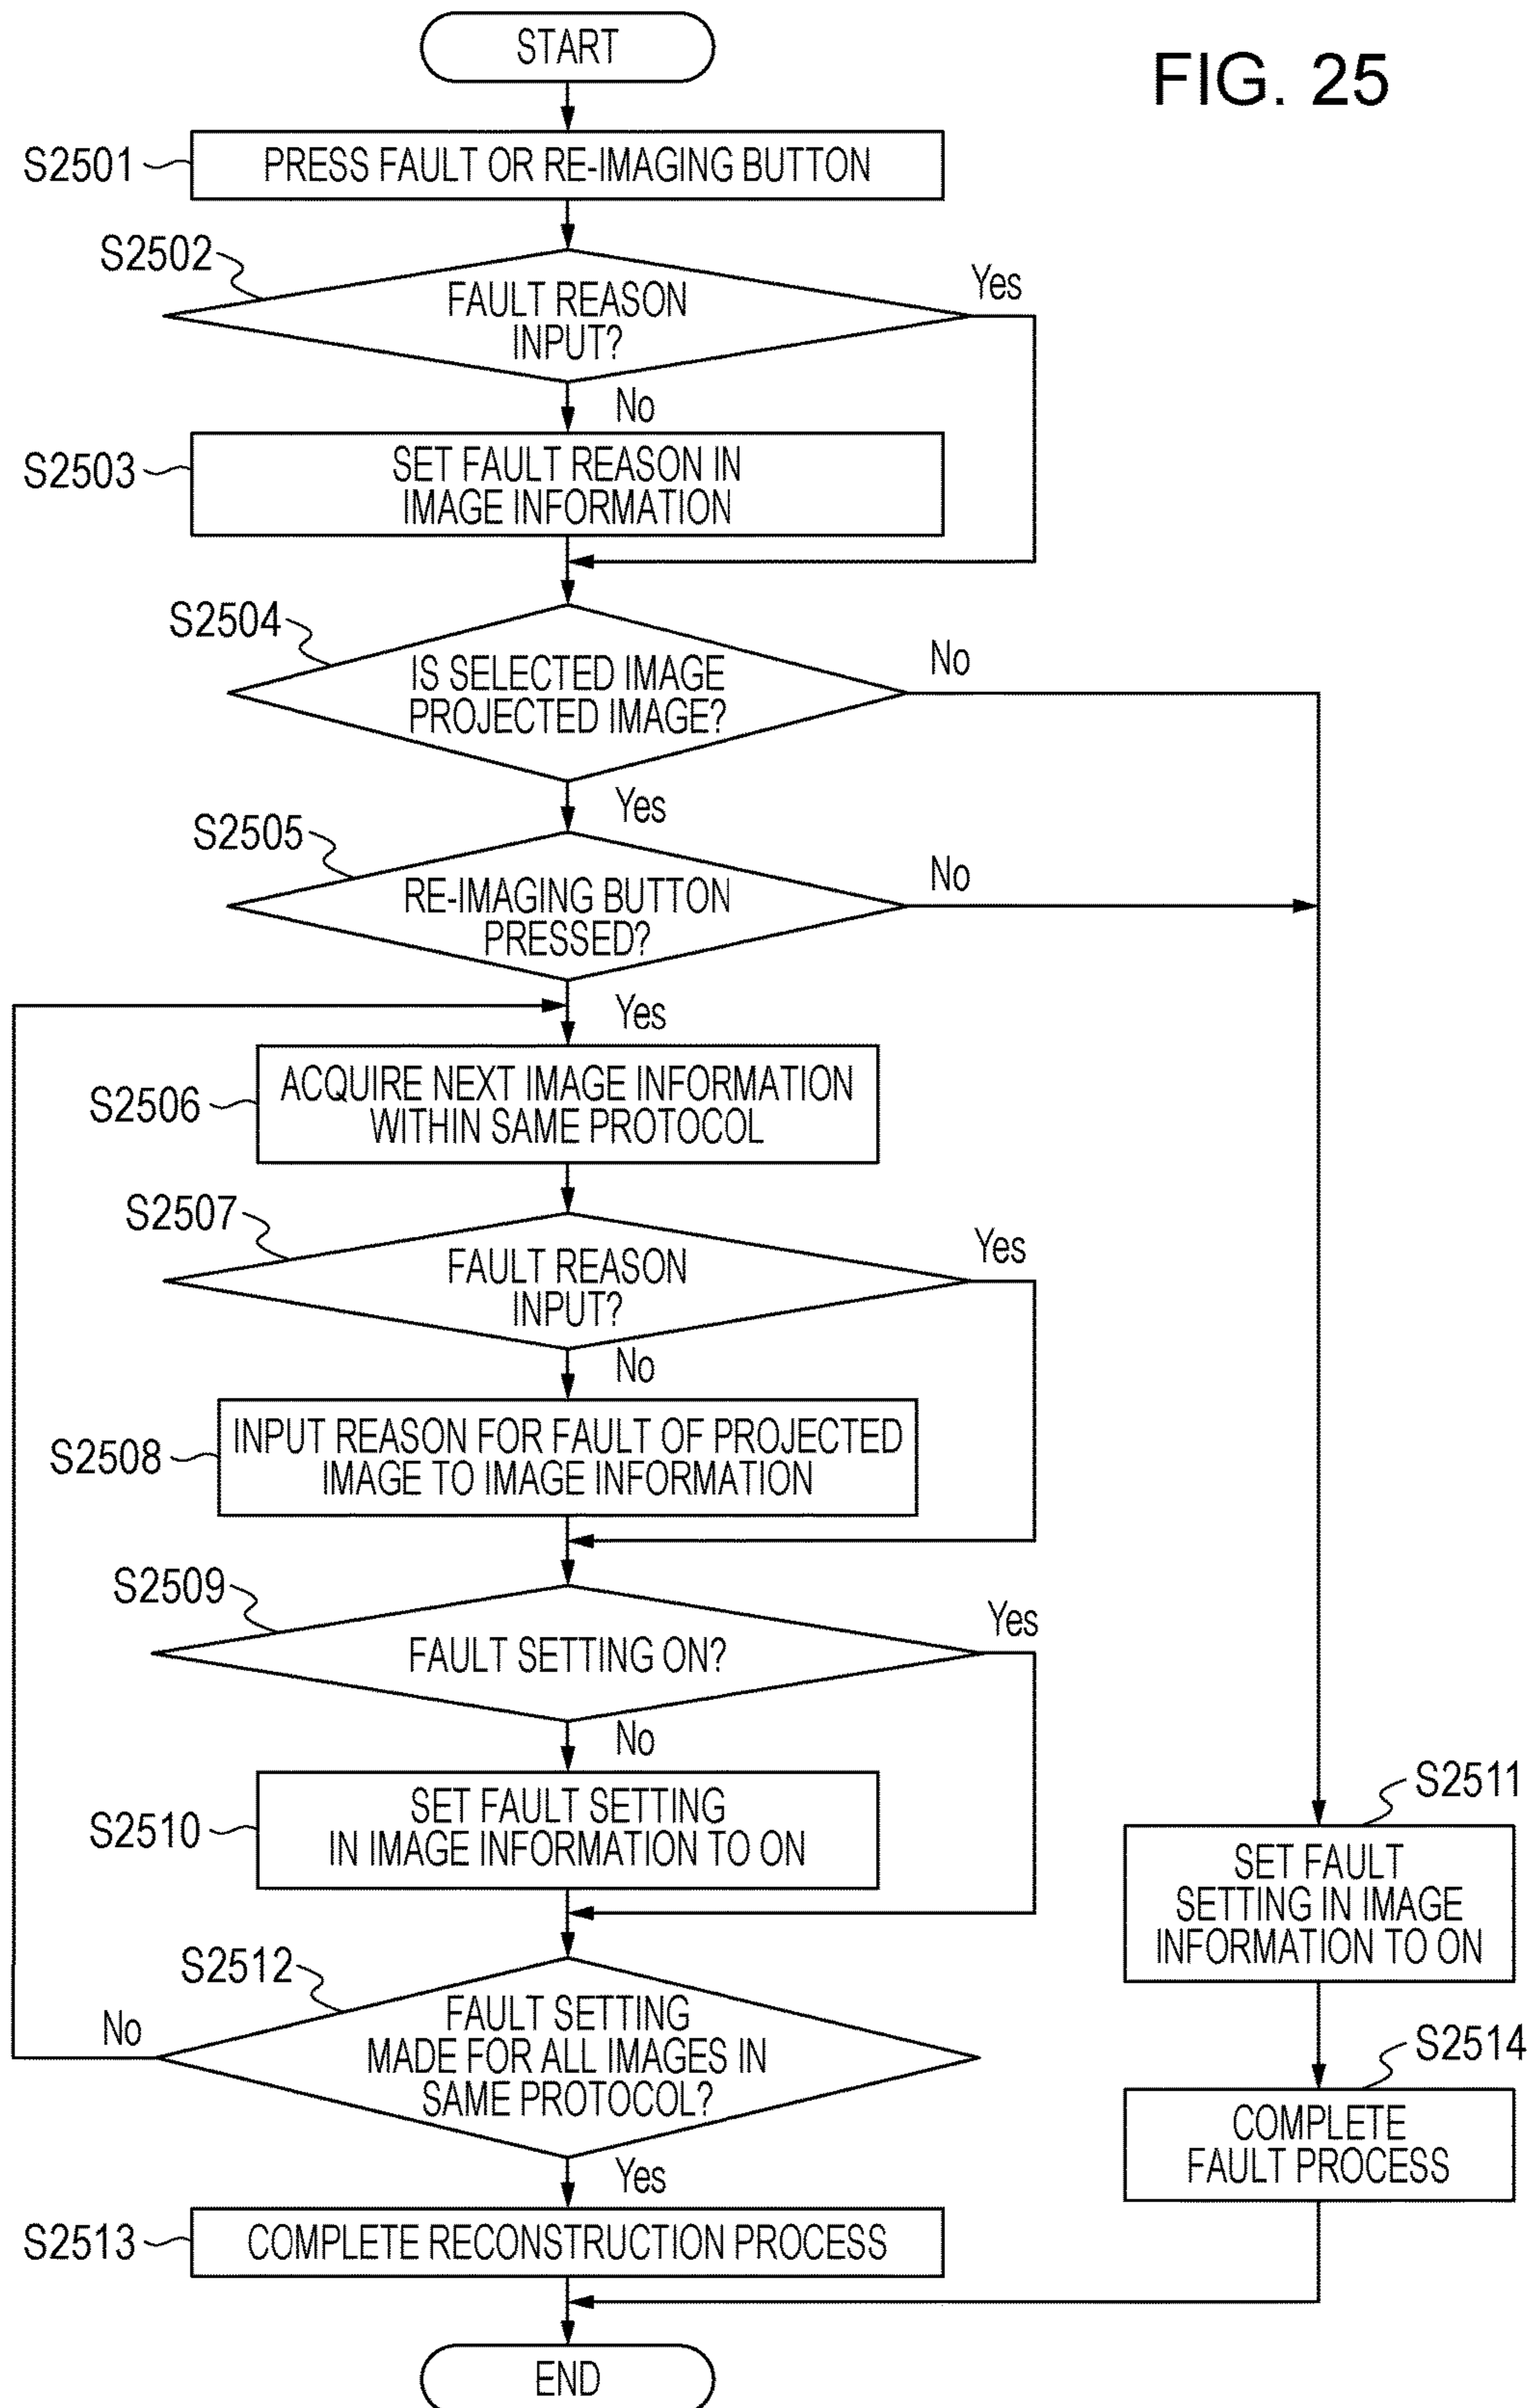 START
FIG. 25
S2501
PRESS FAULT OR RE-IMAGING BUTTON
S2502
FAULT REASON
INPUT?
Yes
No
S2503
SET FAULT REASON IN
IMAGE INFORMATION
S2504
IS SELECTED IMAGE
PROJECTED IMAGE?
No
Yes
S2505
RE-IMAGING BUTTON
PRESSED?
No
Yes
S2506
ACQUIRE NEXT IMAGE INFORMATION
WITHIN SAME PROTOCOL
S2507
FAULT REASON
INPUT?
Yes
No
S2508
INPUT REASON FOR FAULT OF PROJECTED
IMAGE TO IMAGE INFORMATION
S2509
FAULT SETTING ON?
Yes
No
S2510
SET FAULT SETTING
IN IMAGE INFORMATION TO ON
S2511
SET FAULT
SETTING IN IMAGE
INFORMATION TO ON
S2512
FAULT SETTING
MADE FOR ALL IMAGES IN
SAME PROTOCOL?
No
Yes
S2514
COMPLETE
FAULT PROCESS
S2513
COMPLETE RECONSTRUCTION PROCESS
END